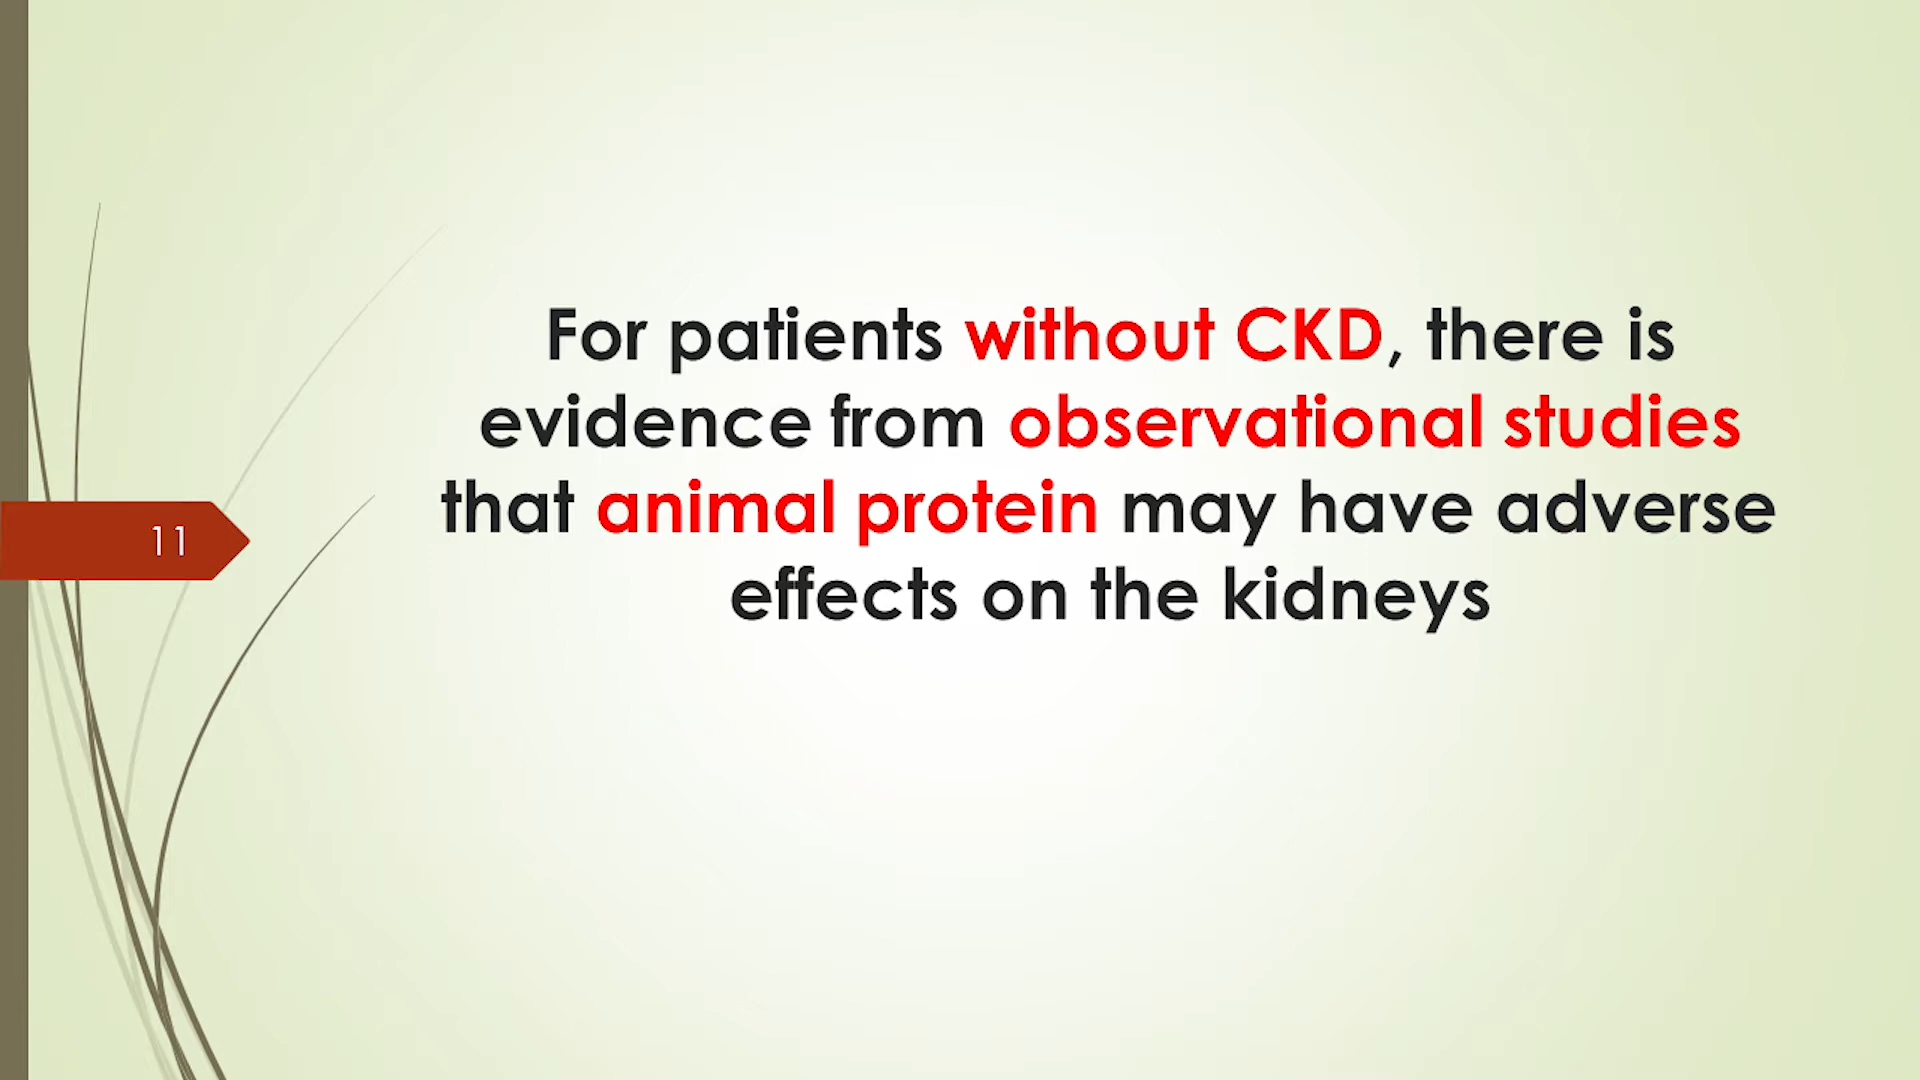 For patients without CKD, there is
evidence from observational studies
that animal protein may have adverse
effects on the kidneys
11